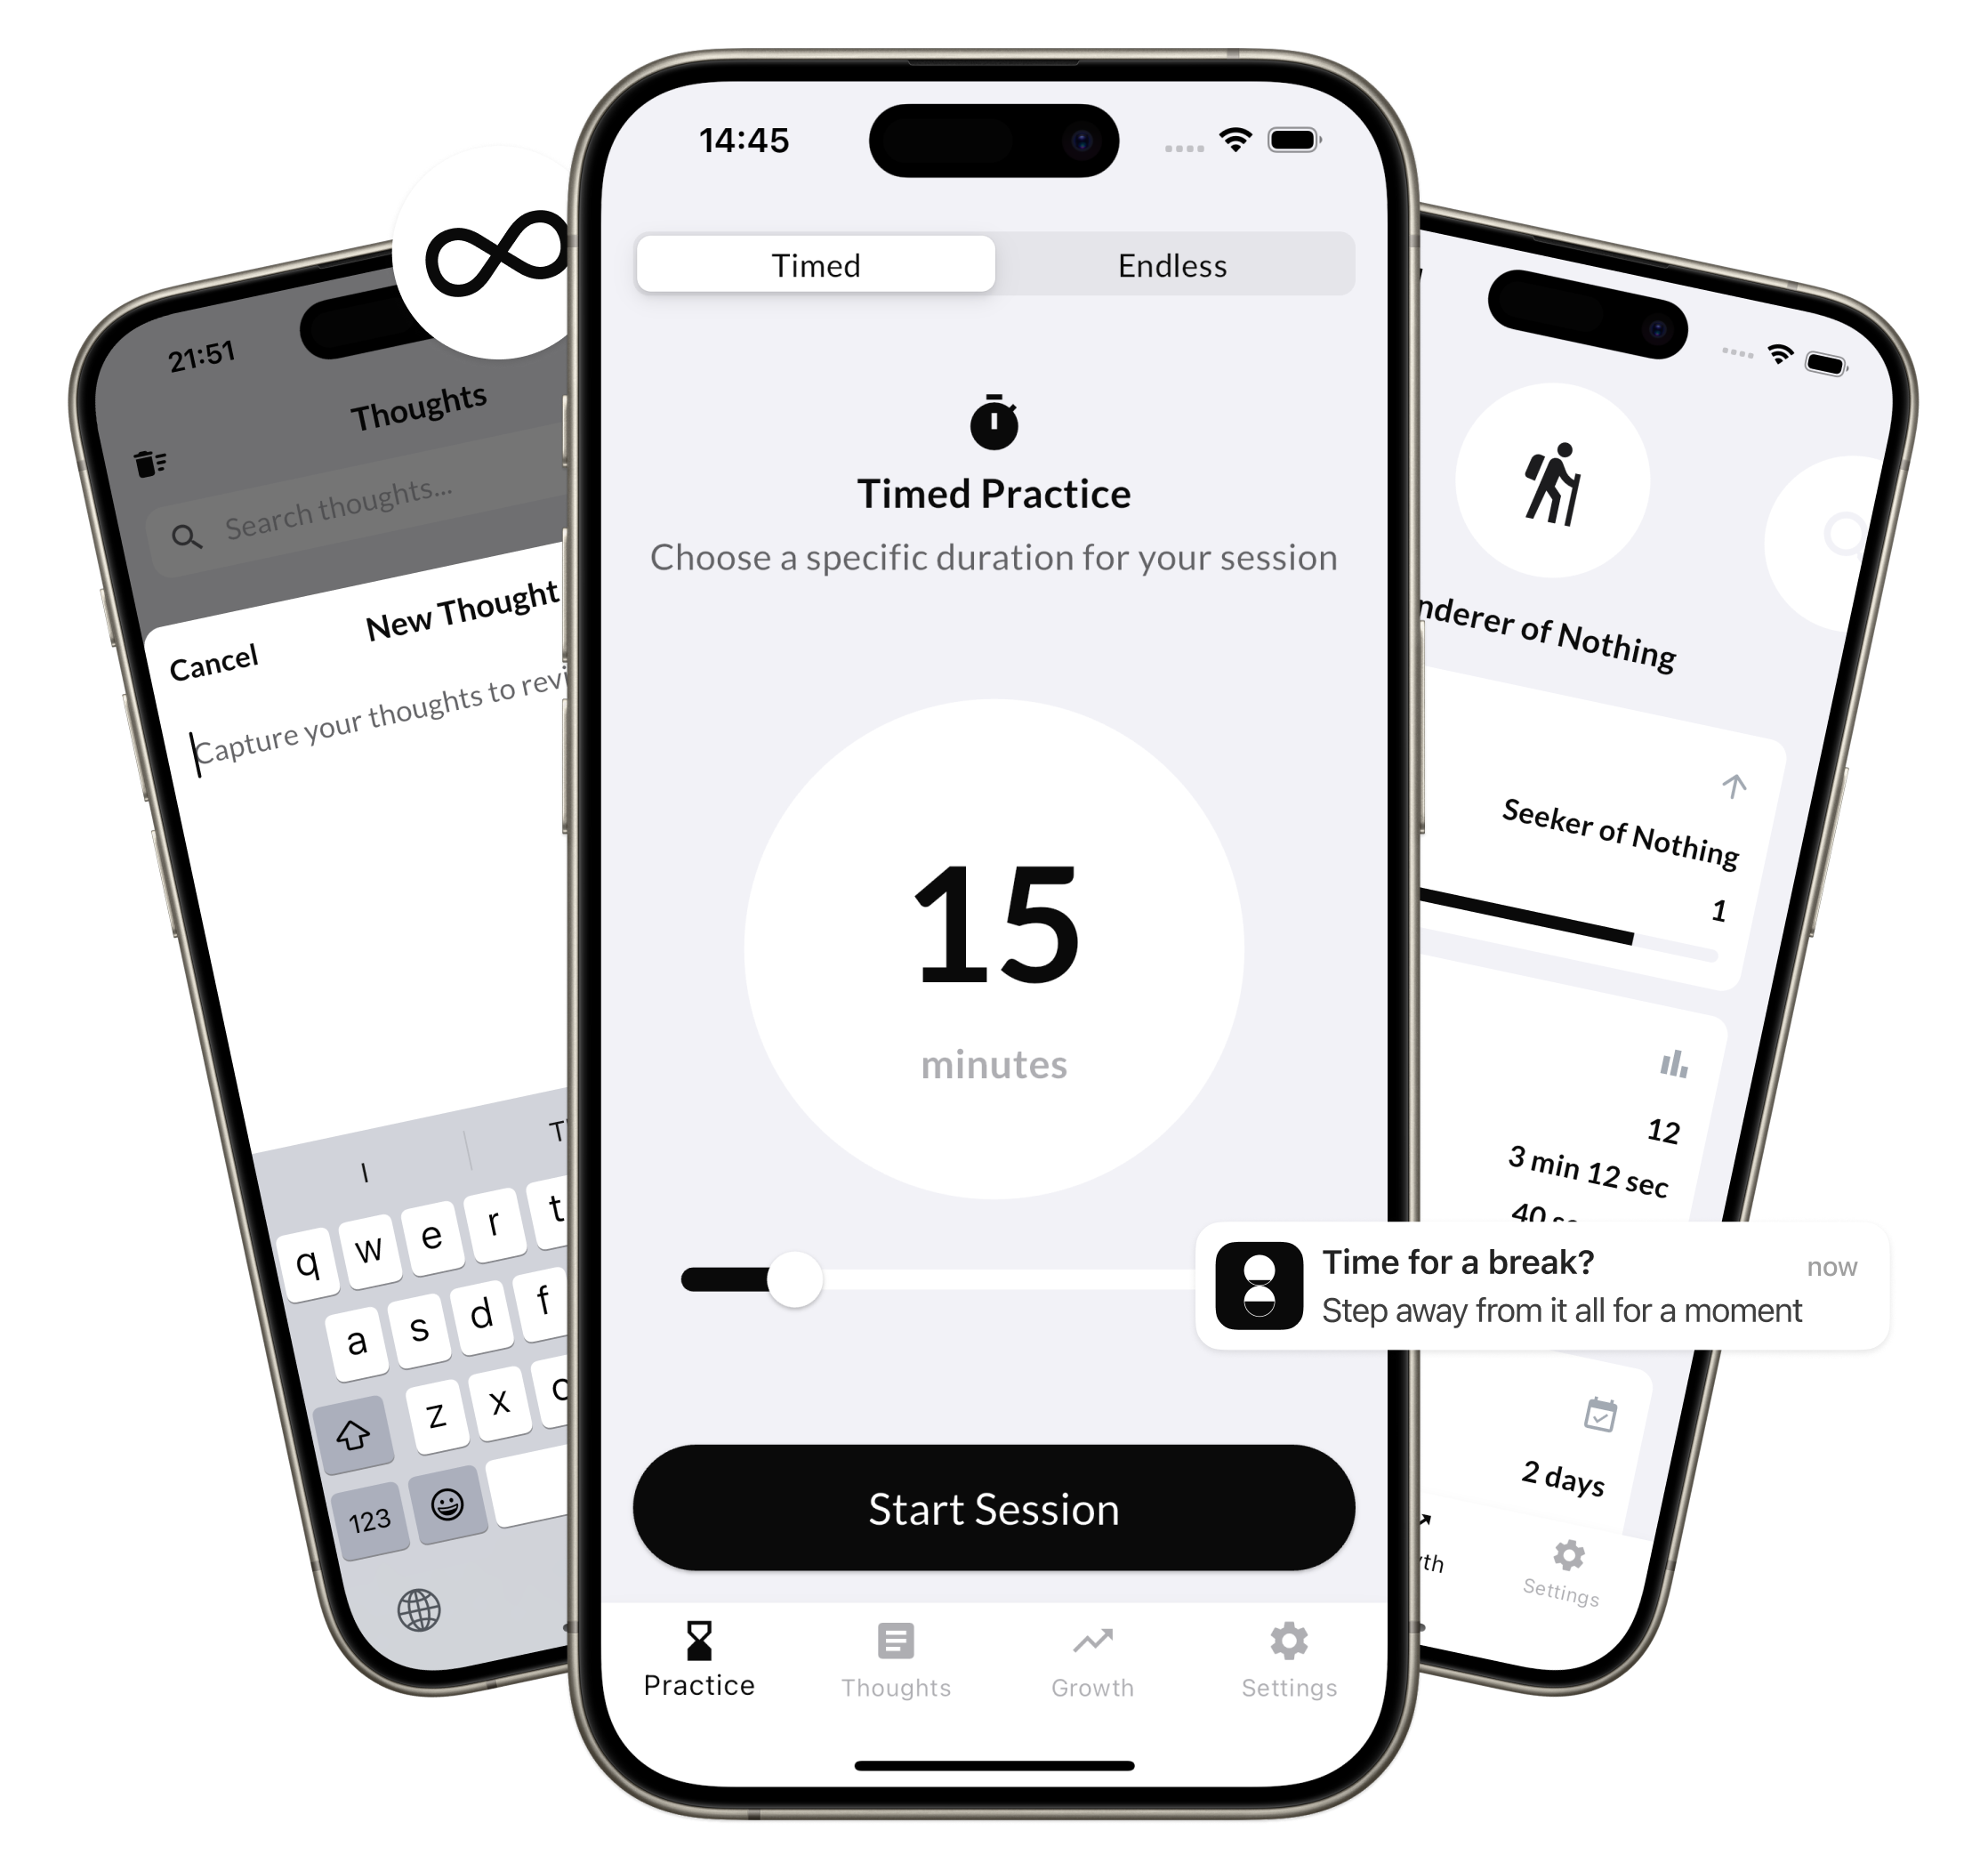 21:51
Thoughts
Search thoughts...
Cancel
New Thought
Capture your thoughts to
I
q w e r t
a s d f
z x c
123
14:45
Timed
Endless
Timed Practice
Choose a specific duration for your session
15
minutes
Start Session
Practice
Thoughts
Growth
Settings
of Nothing
Seeker of Nothing
1
12
3 min 12 sec
40
Time for a break?
now
Step away from it all for a moment
2 days
Settings